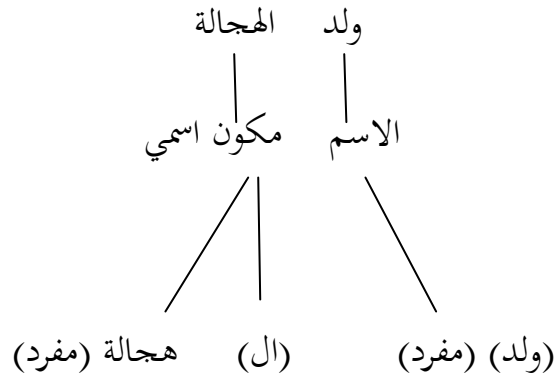 ولد الهجالة
الاسم مكون اسمي
(ولد) (مفرد) (ال) هجالة (مفرد)